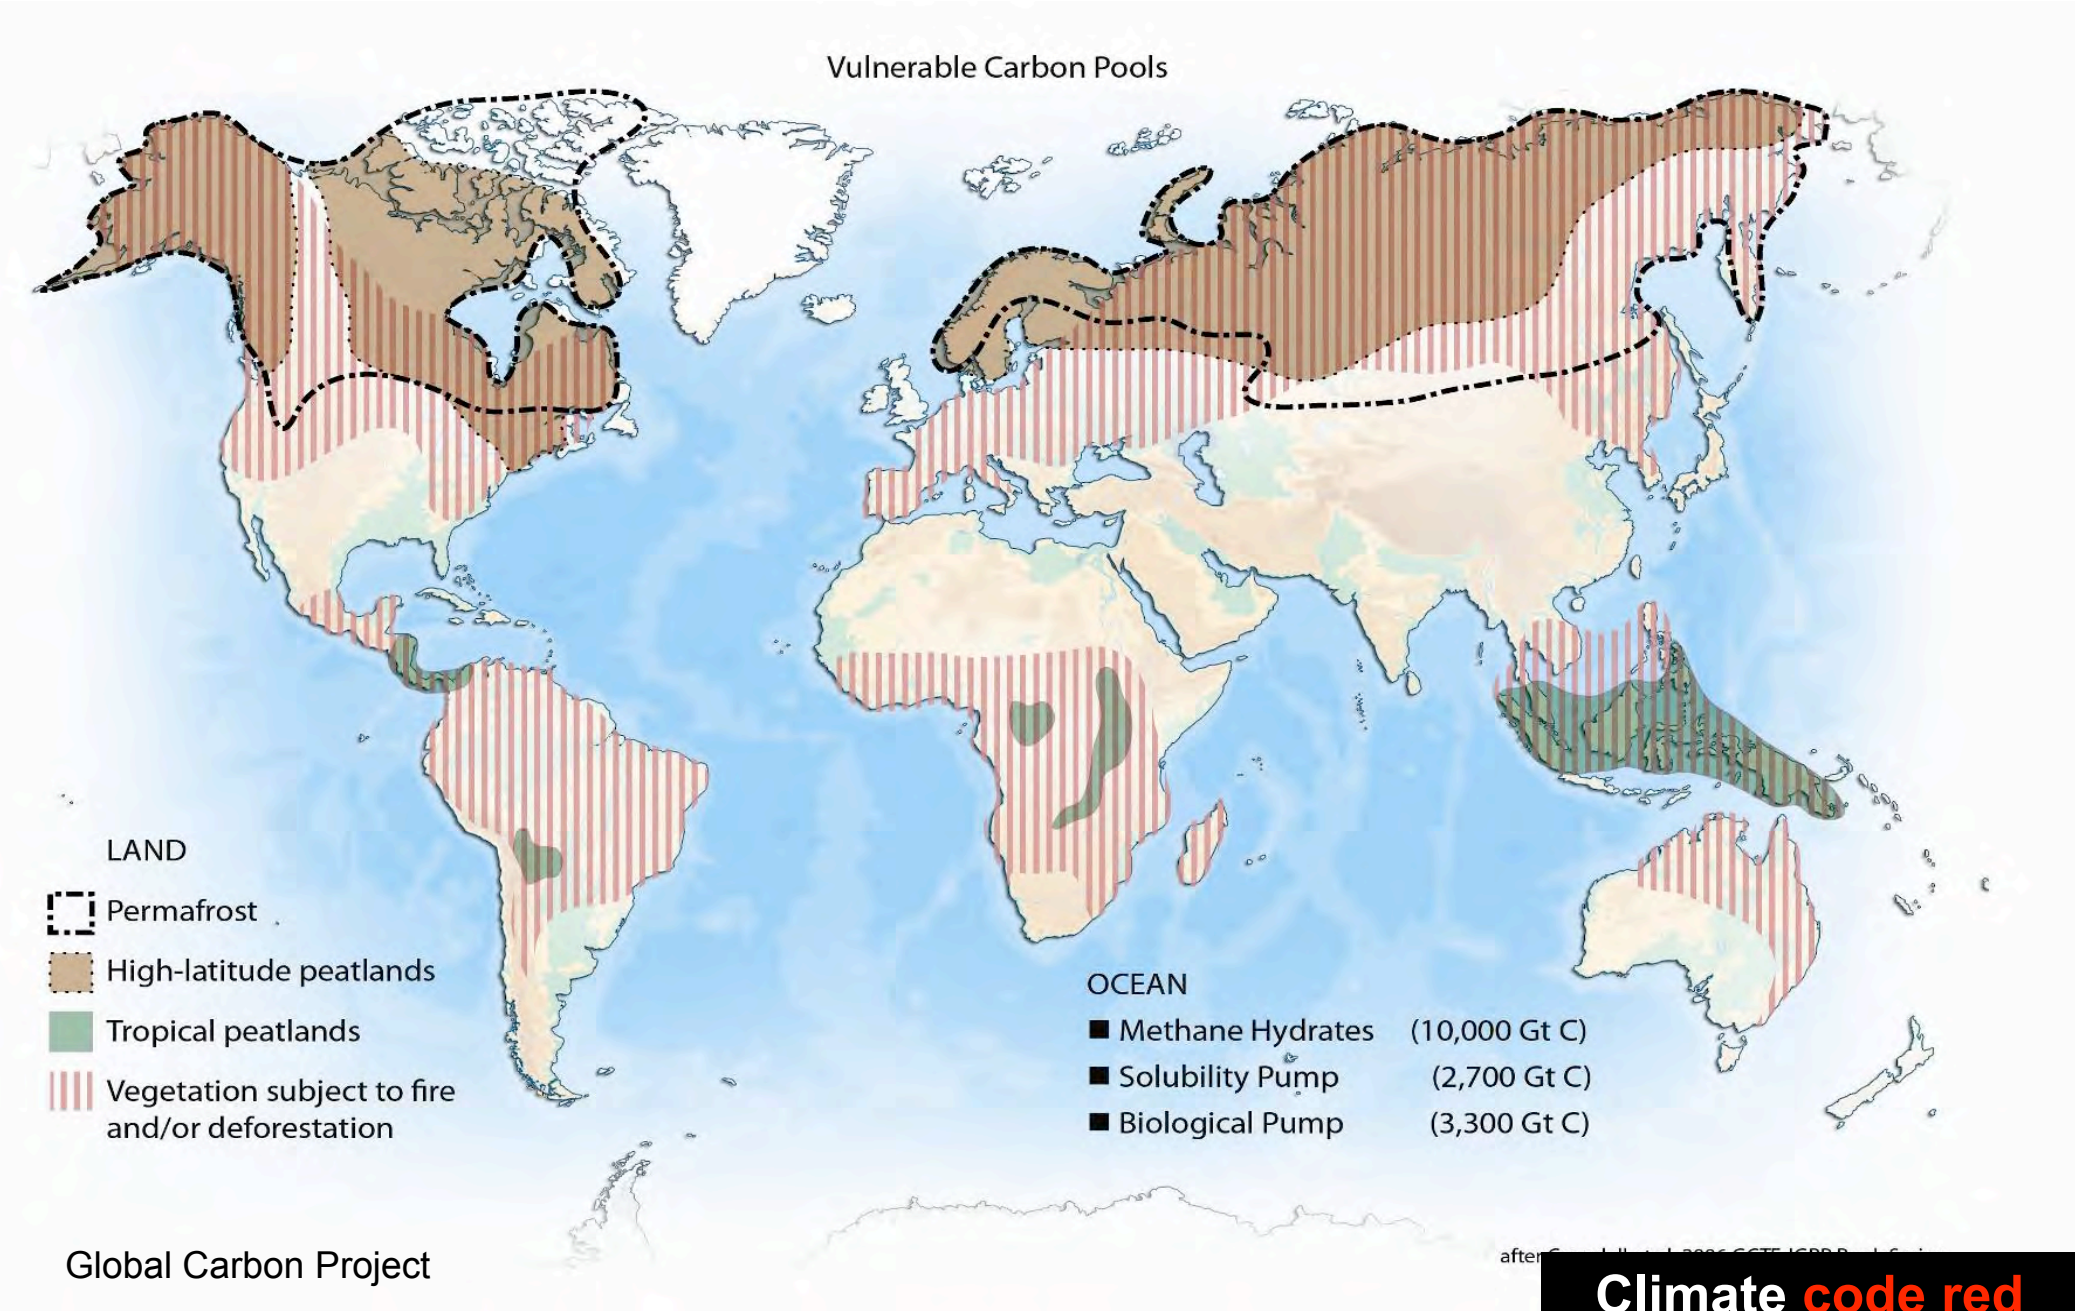 Vulnerable Carbon Pools
LAND
Permafrost
High-latitude peatlands
Tropical peatlands
Vegetation subject to fire
and/or deforestation
OCEAN
■ Methane Hydrates (10,000 Gt C)
■ Solubility Pump (2,700 Gt C)
■ Biological Pump (3,300 Gt C)
Global Carbon Project
after
Climate code red